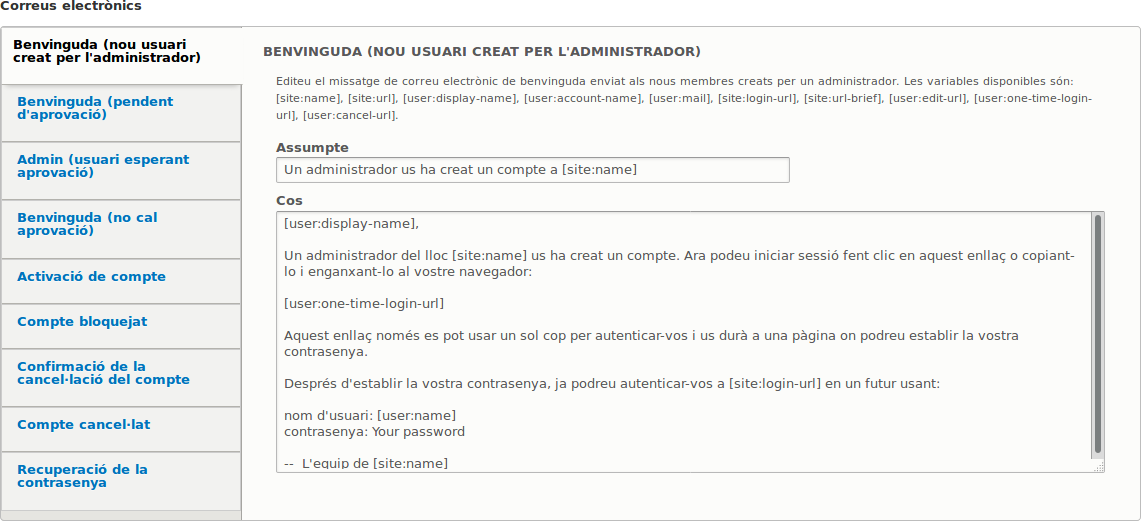 Correus electrònics
Benvinguda (nou usuari
creat per l'administrador)
Benvinguda (pendent
d'aprovació)
Admin (usuari esperant
aprovació)
Benvinguda (no cal
aprovació)
Activació de compte
Compte bloquejat
Confirmació de la
cancel·lació del compte
Compte cancel·lat
Recuperació de la
contrasenya
BENVINGUDA (NOU USUARI CREAT PER L'ADMINISTRADOR)
Editeu el missatge de correu electrònic de benvinguda enviat als nous membres creats per un administrador. Les variables disponibles són:
[site:name], [site:url], [user:display-name], [user:account-name], [user:mail], [site:login-url], [site:url-brief], [user:edit-url], [user:one-time-login-
url], [user:cancel-url].
Assumpte
Un administrador us ha creat un compte a [site:name]
Cos
[user:display-name],
Un administrador del lloc [site:name] us ha creat un compte. Ara podeu iniciar sessió fent clic en aquest enllaç o copiant-
lo i enganxant-lo al vostre navegador:
[user:one-time-login-url]
Aquest enllaç només es pot usar un sol cop per autenticar-vos i us durà a una pàgina on podreu establir la vostra
contrasenya.
Després d'establir la vostra contrasenya, ja podreu autenticar-vos a [site:login-url] en un futur usant:
nom d'usuari: [user:name]
contrasenya: Your password
-- L'equip de [site:name]